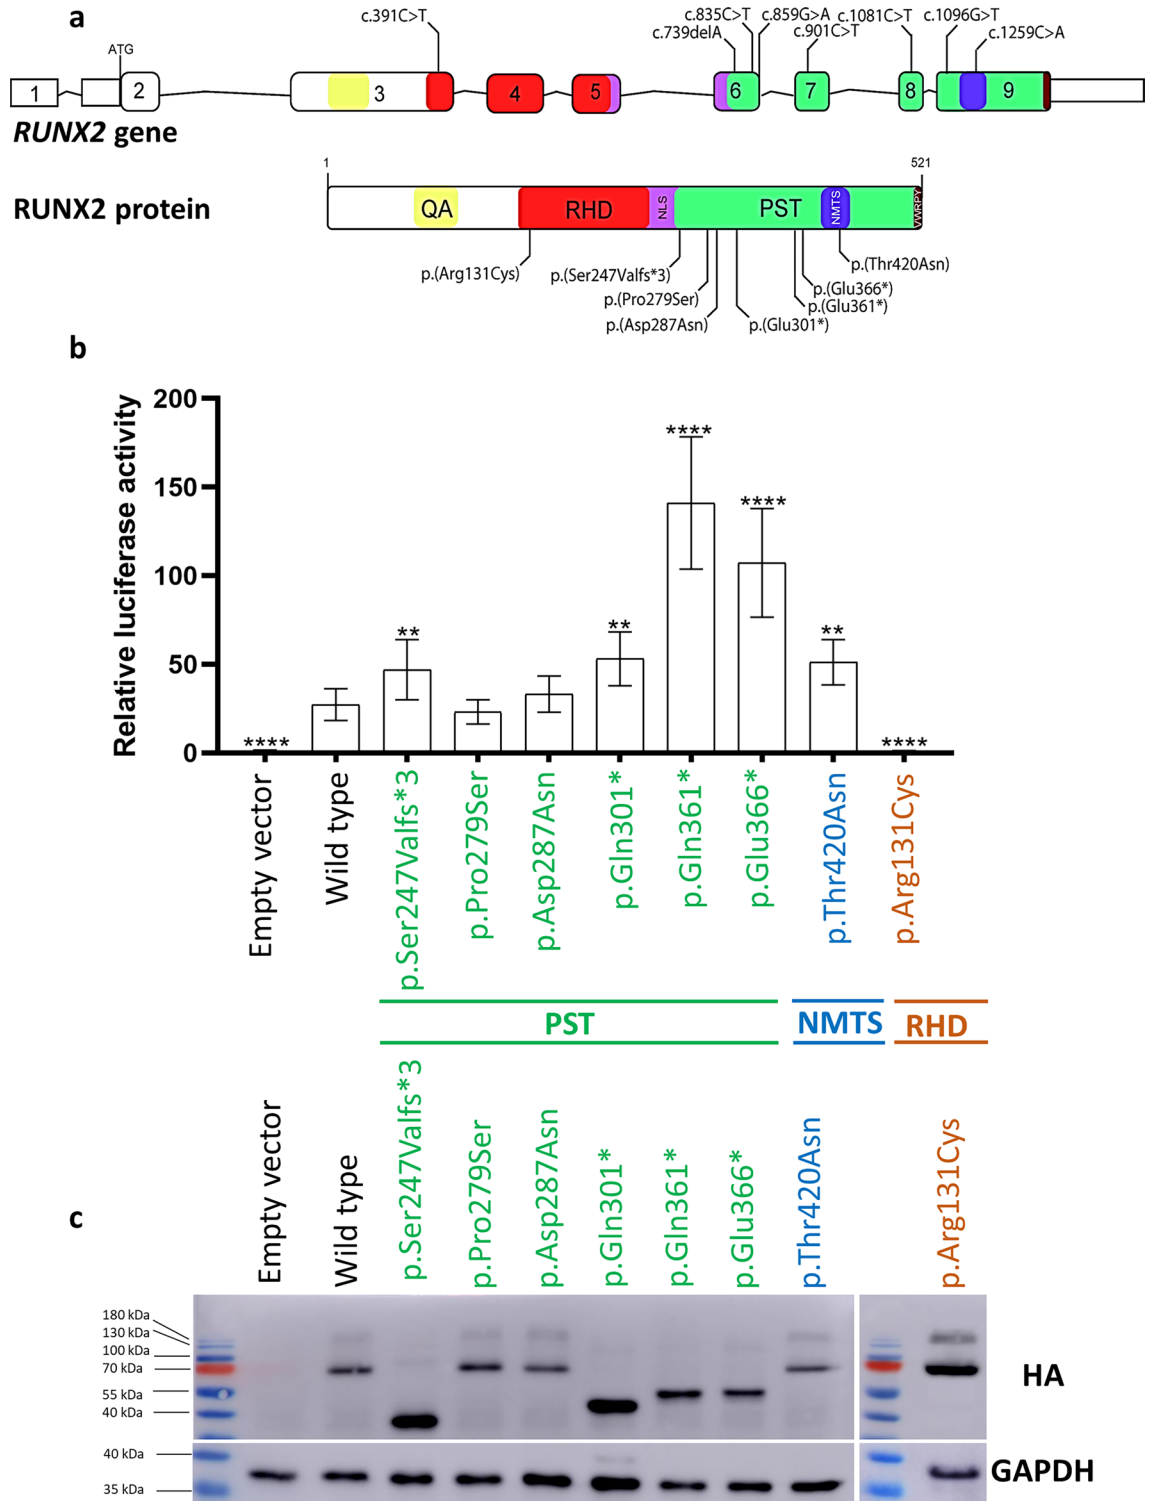 a
c.391C>T
c.835C>T
c.859G>A
c.1081C>T
c.1096G>T
c.739delA
c.901C>T
c.1259C>A
ATG
1
2
3
4
5
6
7
8
9
RUNX2 gene
1
521
RUNX2 protein
QA
RHD
NLS
PST
NMTS
VWRPY
p.(Arg131Cys)
p.(Ser247Valfs*3)
p.(Thr420Asn)
p.(Pro279Ser)
p.(Glu366*)
p.(Glu361*)
p.(Asp287Asn)
p.(Glu301*)
b
Relative luciferase activity
200
150
100
50
0
****
**
**
****
****
**
****
Empty vector
Wild type
p.Ser247Valfs*3
p.Pro279Ser
p.Asp287Asn
p.Gln301*
p.Gln361*
p.Glu366*
p.Thr420Asn
p.Arg131Cys
PST
NMTS
RHD
c
Empty vector
Wild type
p.Ser247Valfs*3
p.Pro279Ser
p.Asp287Asn
p.Gln301*
p.Gln361*
p.Glu366*
p.Thr420Asn
p.Arg131Cys
180 kDa
130 kDa
100 kDa
70 kDa
55 kDa
40 kDa
HA
40 kDa
35 kDa
GAPDH